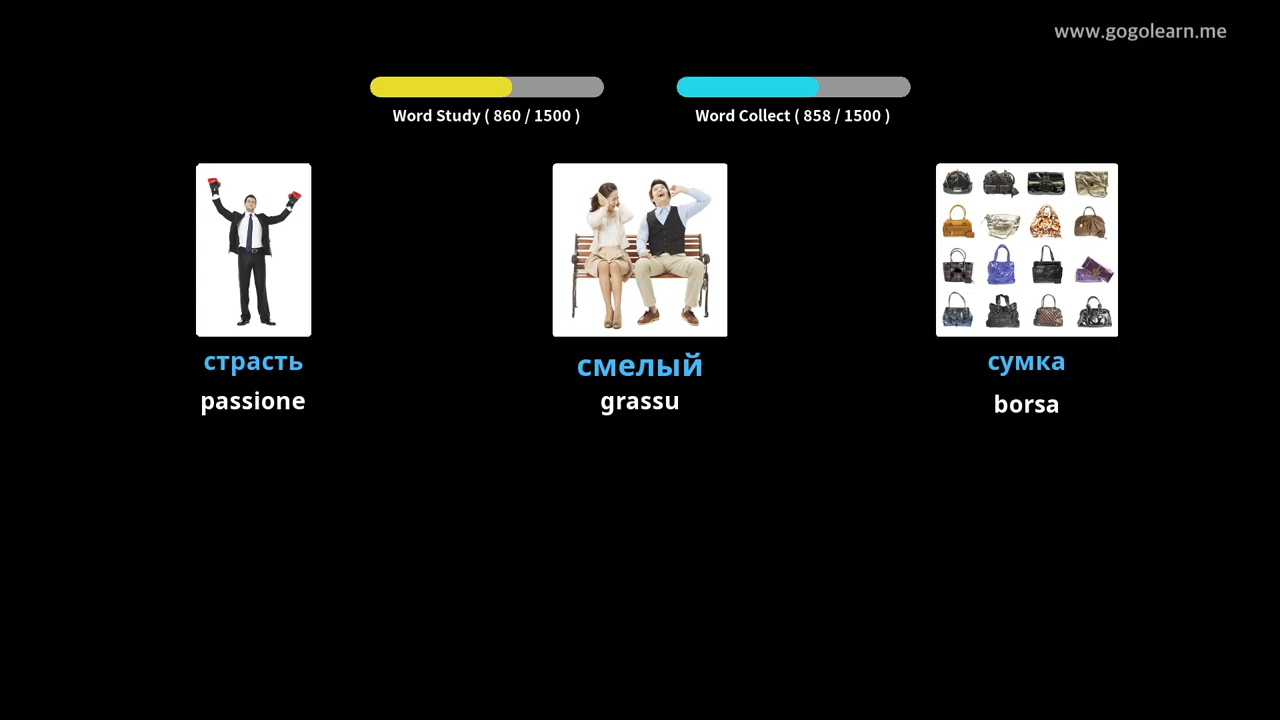 www.gogolearn.me
Word Study ( 860 / 1500 )
Word Collect ( 858 / 1500 )
страсть
passione
смелый
grassu
сумка
borsa